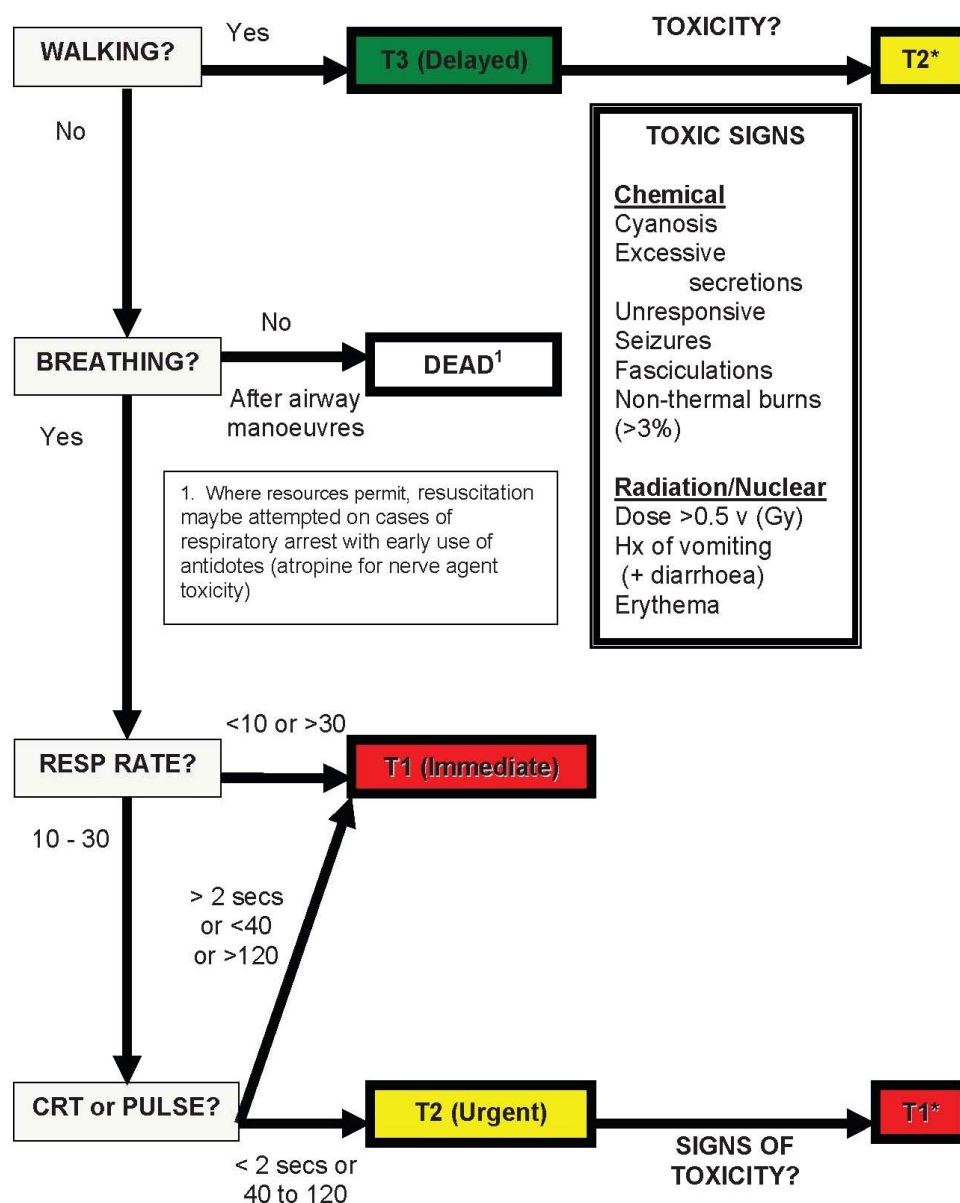 WALKING?
Yes
T3 (Delayed)
TOXICITY?
T2*
No
TOXIC SIGNS
Chemical
Cyanosis
Excessive
secretions
Unresponsive
Seizures
Fasciculations
Non-thermal burns
(>3%)
Radiation/Nuclear
Dose >0.5 v (Gy)
Hx of vomiting
(+ diarrhoea)
Erythema
BREATHING?
No
After airway
manoeuvres
DEAD1
Yes
1. Where resources permit, resuscitation
maybe attempted on cases of
respiratory arrest with early use of
antidotes (atropine for nerve agent
toxicity)
RESP RATE?
<10 or >30
T1 (Immediate)
10 - 30
> 2 secs
or <40
or >120
CRT or PULSE?
< 2 secs or
40 to 120
T2 (Urgent)
SIGNS OF
TOXICITY?
T1*